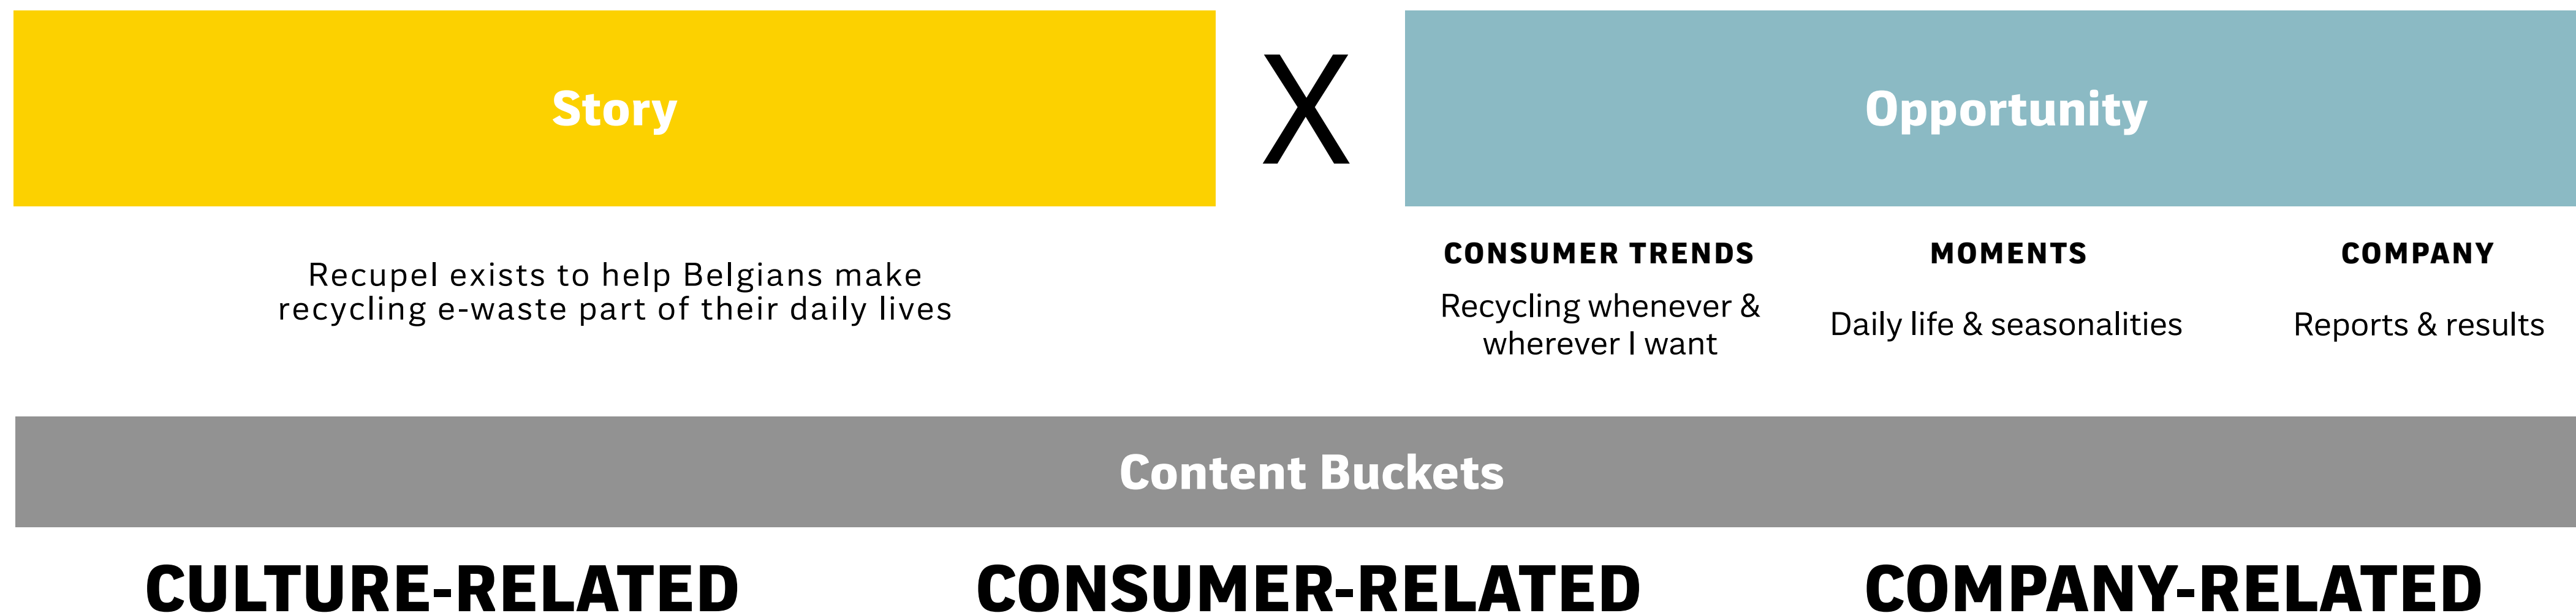 Story
X
Opportunity
Recupel exists to help Belgians make
recycling e-waste part of their daily lives
CONSUMER TRENDS
Recycling whenever &
wherever I want
MOMENTS
Daily life & seasonalities
COMPANY
Reports & results
Content Buckets
CULTURE-RELATED
CONSUMER-RELATED
COMPANY-RELATED